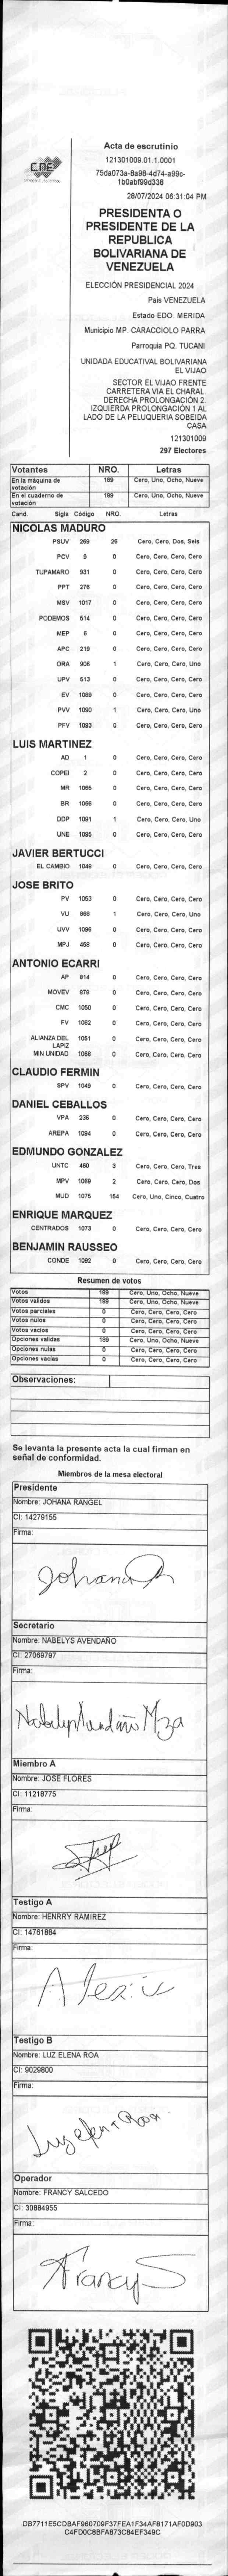 CNE
Acta de escrutinio
121301009.01.1.0001
75da073a-8a98-4d74-a99c-
1b0abf99d338
28/07/2024 06:31:04 PM
PRESIDENTA O
PRESIDENTE DE LA
REPUBLICA
BOLIVARIANA DE
VENEZUELA
ELECCIÓN PRESIDENCIAL 2024
Pais VENEZUELA
Estado EDO. MERIDA
Municipio MP. CARACCIOLO PARRA
Parroquia PQ. TUCANI
UNIDAD EDUCATIVAL BOLIVARIANA
EL VIJAO
SECTOR EL VIJAO FRENTE
CARRETERA VIA EL CHARAL.
DERECHA PROLONGACIÓN 2.
IZQUIERDA PROLONGACIÓN 1 AL
LADO DE LA PELUQUERIA SOBEIDA
CASA
121301009
297 Electores
Votantes NRO. Letras
En la máquina de votación 189 Cero, Uno, Ocho, Nueve
En el cuaderno de votación 189 Cero, Uno, Ocho, Nueve
Cand. Sigla Código NRO. Letras
NICOLAS MADURO
PSUV 269 26 Cero, Cero, Dos, Seis
PCV 9 0 Cero, Cero, Cero, Cero
TUPAMARO 931 0 Cero, Cero, Cero, Cero
PPT 276 0 Cero, Cero, Cero, Cero
MSV 1017 0 Cero, Cero, Cero, Cero
PODEMOS 514 0 Cero, Cero, Cero, Cero
MEP 6 0 Cero, Cero, Cero, Cero
APC 219 0 Cero, Cero, Cero, Cero
ORA 906 1 Cero, Cero, Cero, Uno
UPV 513 0 Cero, Cero, Cero, Cero
EV 1089 0 Cero, Cero, Cero, Cero
PVV 1090 1 Cero, Cero, Cero, Uno
PFV 1093 0 Cero, Cero, Cero, Cero
LUIS MARTINEZ
AD 1 0 Cero, Cero, Cero, Cero
COPEI 2 0 Cero, Cero, Cero, Cero
MR 1065 0 Cero, Cero, Cero, Cero
BR 1066 0 Cero, Cero, Cero, Cero
DDP 1091 1 Cero, Cero, Cero, Uno
UNE 1095 0 Cero, Cero, Cero, Cero
JAVIER BERTUCCI
EL CAMBIO 1048 0 Cero, Cero, Cero, Cero
JOSE BRITO
PV 1053 0 Cero, Cero, Cero, Cero
VU 868 1 Cero, Cero, Cero, Uno
UVV 1096 0 Cero, Cero, Cero, Cero
MPJ 458 0 Cero, Cero, Cero, Cero
ANTONIO ECARRI
AP 814 0 Cero, Cero, Cero, Cero
MOVEV 879 0 Cero, Cero, Cero, Cero
CMC 1050 0 Cero, Cero, Cero, Cero
FV 1062 0 Cero, Cero, Cero, Cero
ALIANZA DEL LAPIZ 1051 0 Cero, Cero, Cero, Cero
MIN UNIDAD 1068 0 Cero, Cero, Cero, Cero
CLAUDIO FERMIN
SPV 1049 0 Cero, Cero, Cero, Cero
DANIEL CEBALLOS
VPA 236 0 Cero, Cero, Cero, Cero
AREPA 1094 0 Cero, Cero, Cero, Cero
EDMUNDO GONZALEZ
UNTC 460 3 Cero, Cero, Cero, Tres
MPV 1069 2 Cero, Cero, Cero, Dos
MUD 1075 154 Cero, Uno, Cinco, Cuatro
ENRIQUE MARQUEZ
CENTRADOS 1073 0 Cero, Cero, Cero, Cero
BENJAMIN RAUSSEO
CONDE 1092 0 Cero, Cero, Cero, Cero
Resumen de votos
Votos 189 Cero, Uno, Ocho, Nueve
Votos validos 189 Cero, Uno, Ocho, Nueve
Votos parciales 0 Cero, Cero, Cero, Cero
Votos nulos 0 Cero, Cero, Cero, Cero
Votos vacios 0 Cero, Cero, Cero, Cero
Opciones validas 189 Cero, Uno, Ocho, Nueve
Opciones nulas 0 Cero, Cero, Cero, Cero
Opciones vacias 0 Cero, Cero, Cero, Cero
Observaciones:
Se levanta la presente acta la cual firman en
señal de conformidad.
Miembros de la mesa electoral
Presidente
Nombre: JOHANA RANGEL
CI: 14279155
Firma:
Johana
Secretario
Nombre: NABELYS AVENDAÑO
CI: 27069797
Firma:
Miembro A
Nombre: JOSE FLORES
CI: 11218775
Firma:
Testigo A
Nombre: HENRRY RAMIREZ
CI: 14761884
Firma:
Testigo B
Nombre: LUZ ELENA ROA
CI: 9029800
Firma:
Luz elena Roa
Operador
Nombre: FRANCY SALCEDO
CI: 30884955
Firma:
Francy S
DB7711E5CDBAF960709F37FEA1F34AF8171AF0D903
C4FD0C8BFA873C84EF349C